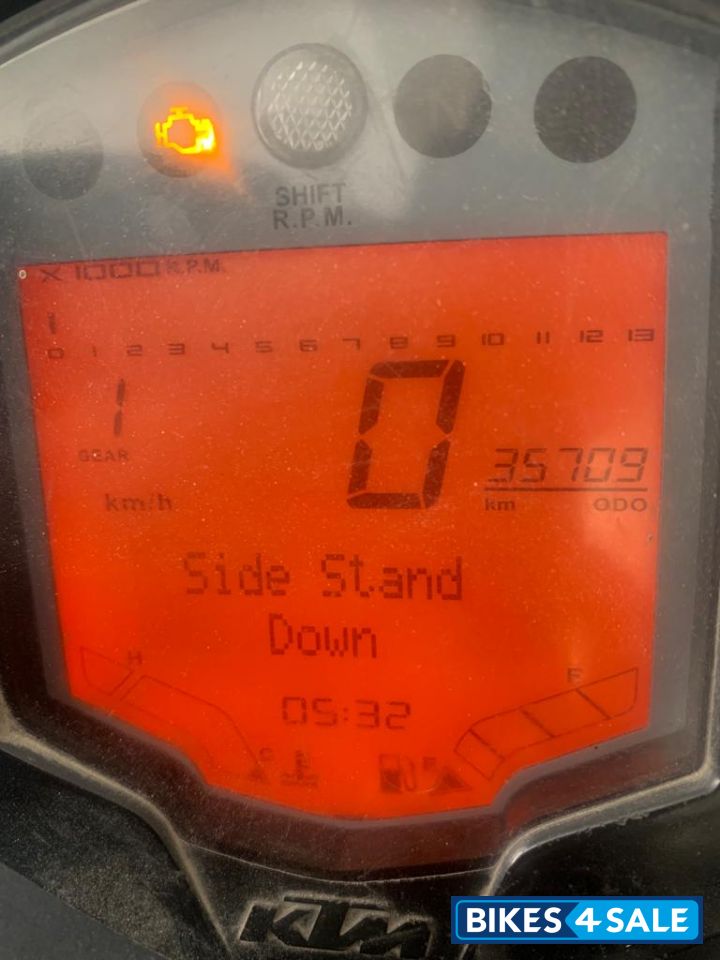 SHIFT
R.P.M.
X 1000 R.P.M.
0 1 2 3 4 5 6 7 8 9 10 11 12 13
1 0
GEAR 35709
km/h km ODO
Side Stand
Down
H F
05:32
C R
KTM
BIKES4SALE